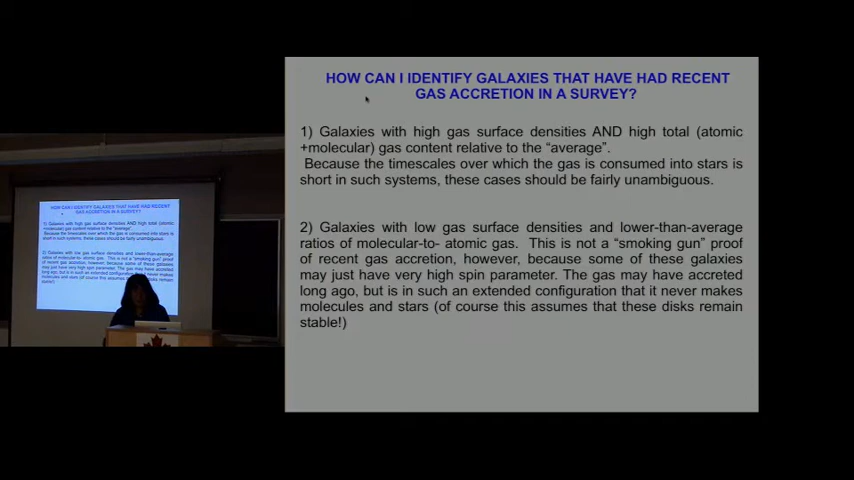 HOW CAN I IDENTIFY GALAXIES THAT HAVE HAD RECENT
GAS ACCRETION IN A SURVEY?
1) Galaxies with high gas surface densities AND high total (atomic
+molecular) gas content relative to the “average”.
Because the timescales over which the gas is consumed into stars is
short in such systems, these cases should be fairly unambiguous.
2) Galaxies with low gas surface densities and lower-than-average
ratios of molecular-to- atomic gas. This is not a “smoking gun” proof
of recent gas accretion, however, because some of these galaxies
may just have very high spin parameter. The gas may have accreted
long ago, but is in such an extended configuration that it never makes
molecules and stars (of course this assumes that these disks remain
stable!)